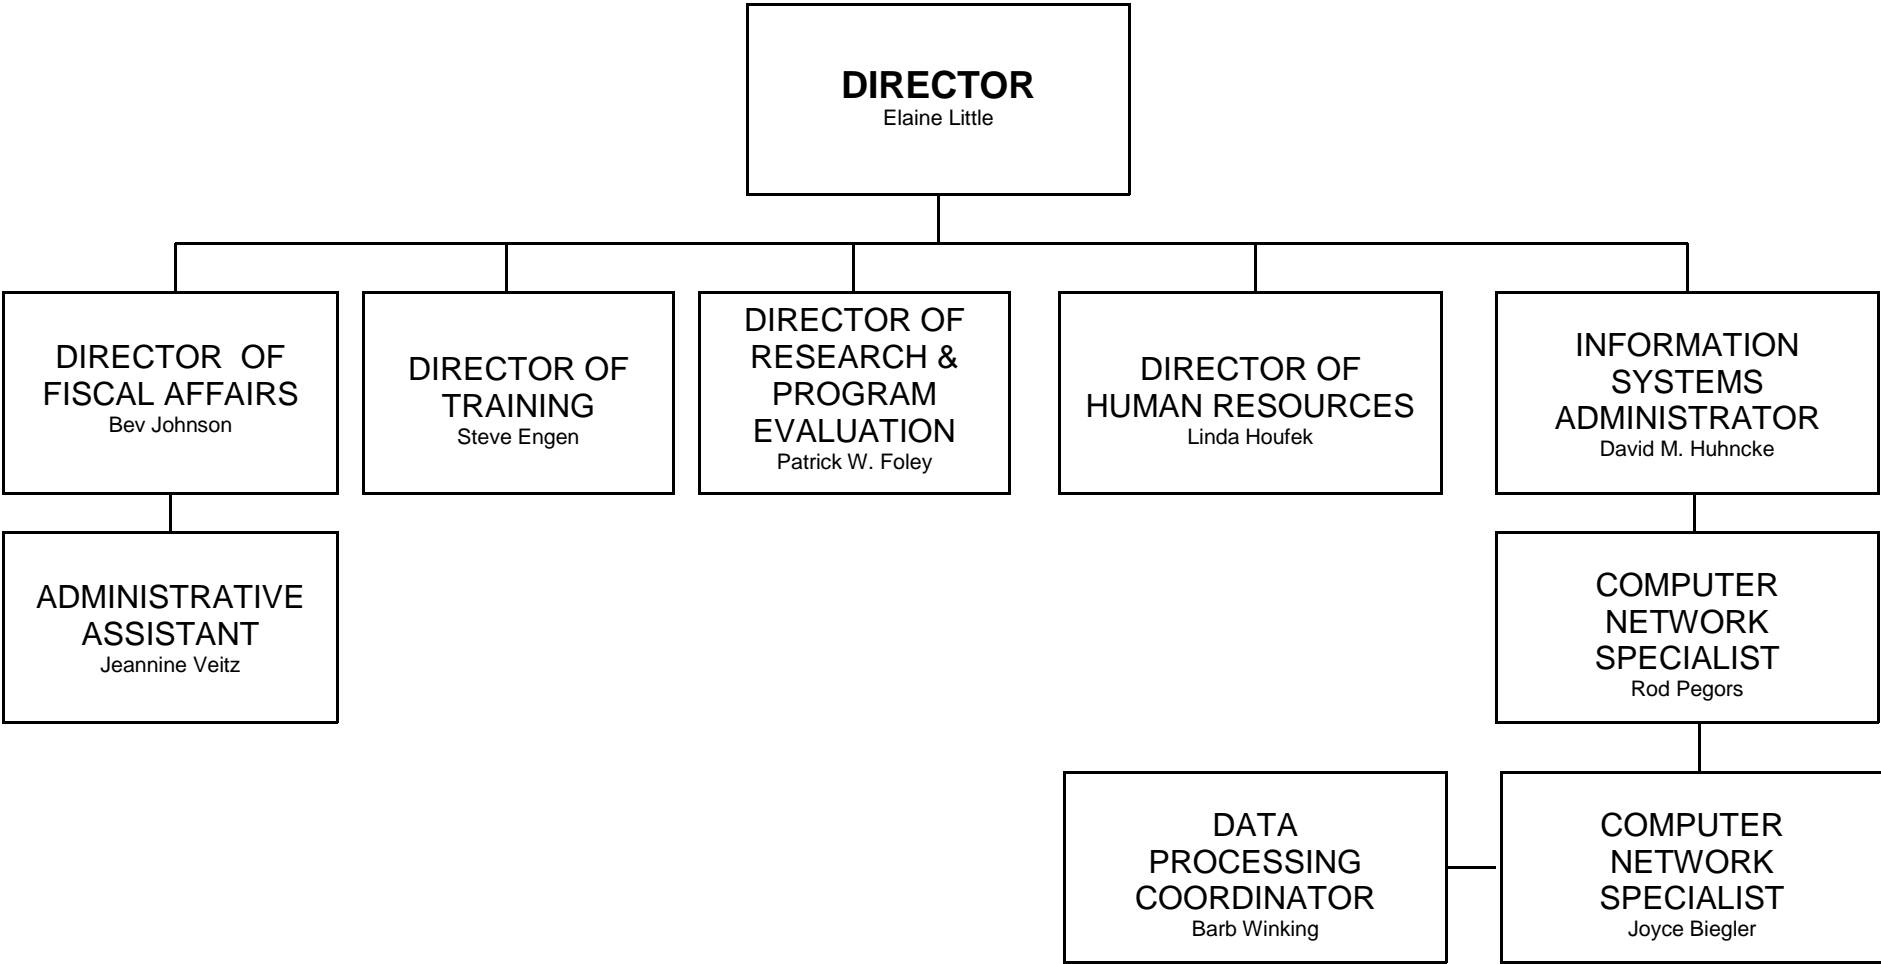 DIRECTOR
Elaine Little
DIRECTOR OF
FISCAL AFFAIRS
Bev Johnson
DIRECTOR OF
TRAINING
Steve Engen
DIRECTOR OF
RESEARCH &
PROGRAM
EVALUATION
Patrick W. Foley
DIRECTOR OF
HUMAN RESOURCES
Linda Houfek
INFORMATION
SYSTEMS
ADMINISTRATOR
David M. Huhncke
ADMINISTRATIVE
ASSISTANT
Jeannine Veitz
COMPUTER
NETWORK
SPECIALIST
Rod Pegors
DATA
PROCESSING
COORDINATOR
Barb Winking
COMPUTER
NETWORK
SPECIALIST
Joyce Biegler